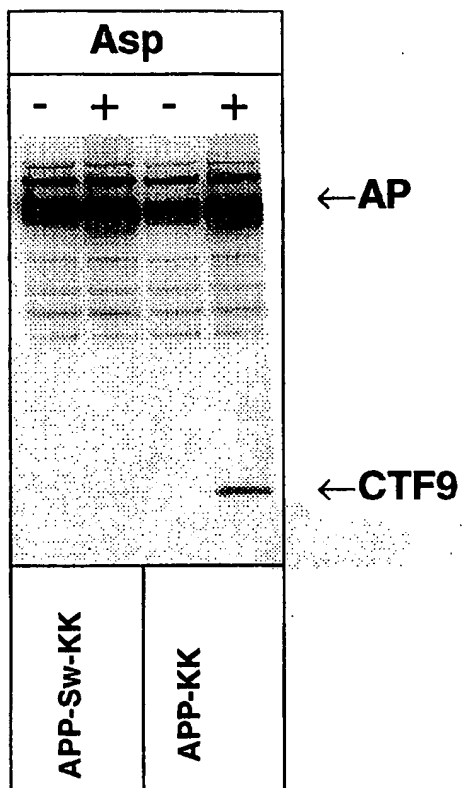 Asp
- + - +
←AP
←CTF9
APP-Sw-KK
APP-KK